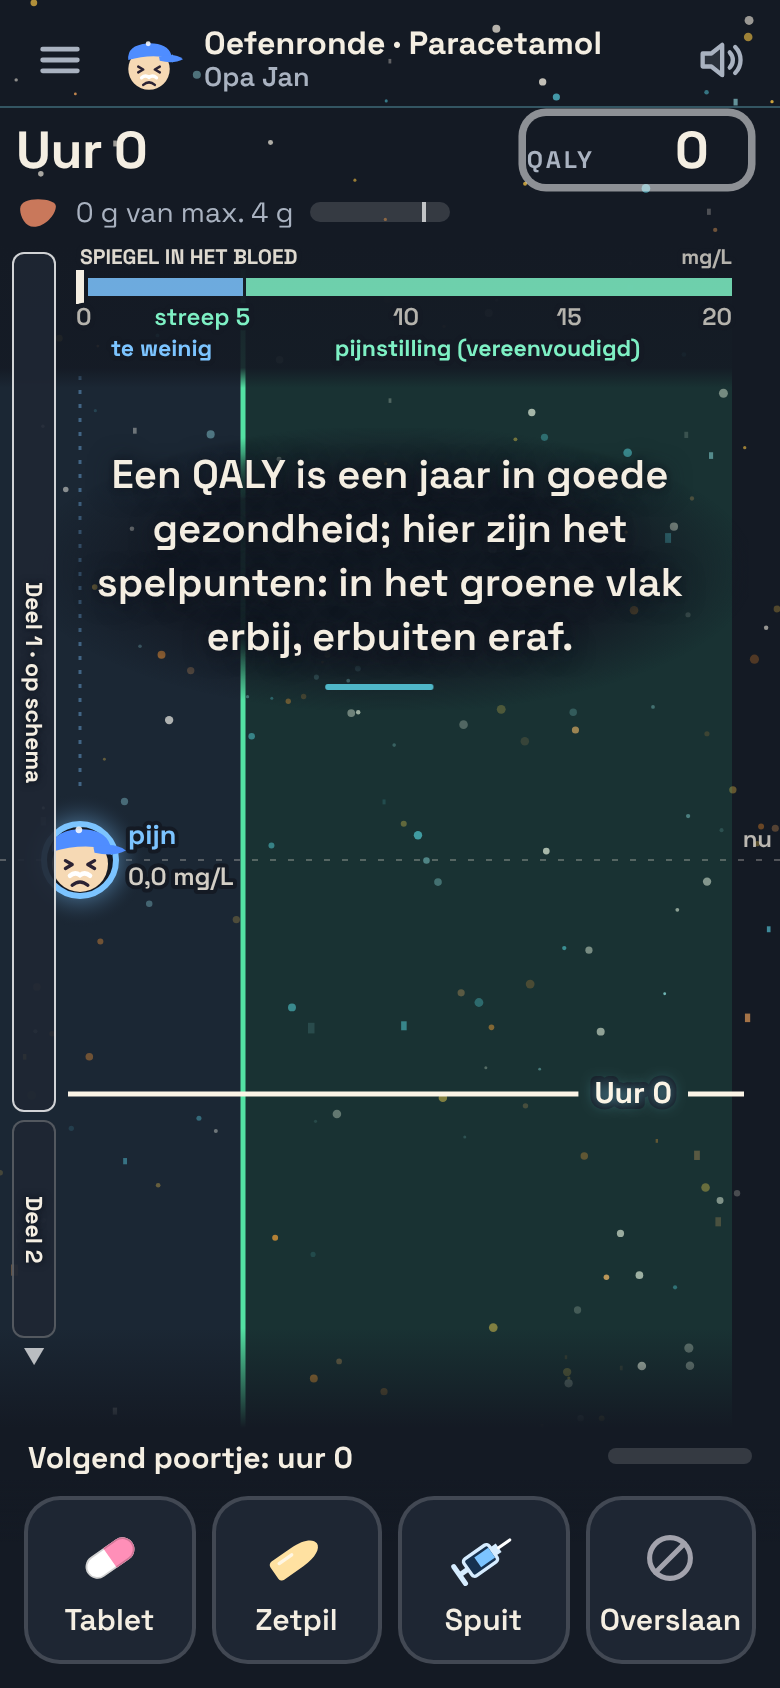 Oefenronde · Paracetamol
Opa Jan
Uur 0
QALY 0
0 g van max. 4 g
SPIEGEL IN HET BLOED mg/L
0 streep 5 10 15 20
te weinig pijnstilling (vereenvoudigd)
Een QALY is een jaar in goede
gezondheid; hier zijn het
spelpunten: in het groene vlak
erbij, erbuiten eraf.
Deel 1 · op schema
pijn
nu
0,0 mg/L
Uur 0
Deel 2
Volgend poortje: uur 0
Tablet Zetpil Spuit Overslaan